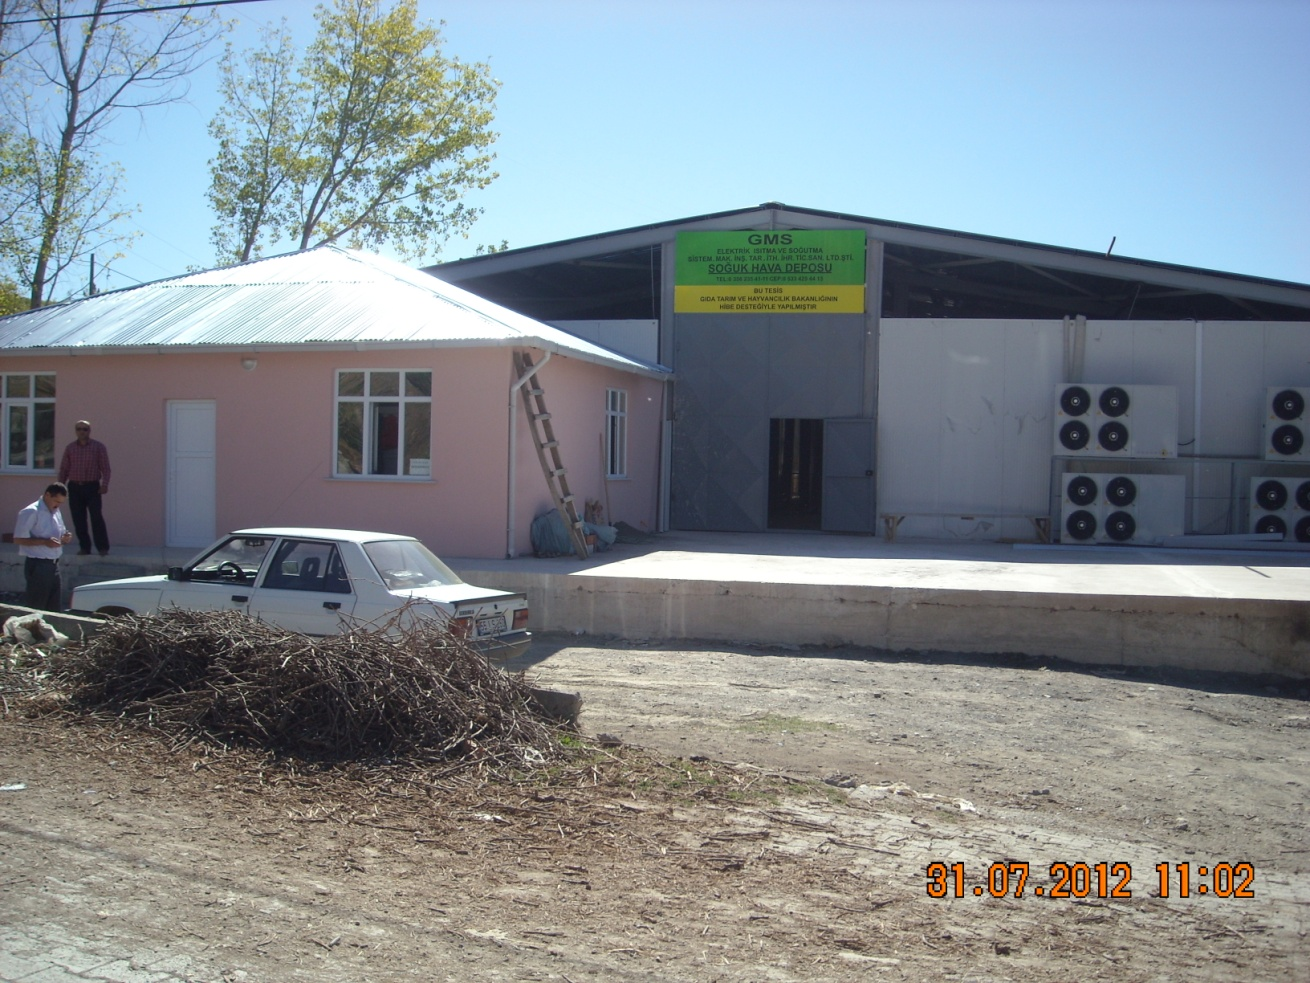 GMS
ELEKTRİK, ISITMA VE SOĞUTMA
SİSTEM. MAK. İNŞ. TAR. İTH. İHR. TİC.SAN. LTD.ŞTİ.
SOĞUK HAVA DEPOSU
BU TESİS
GIDA TARIM VE HAYVANCILIK BAKANLIĞININ
HİBE DESTEĞİYLE YAPILMIŞTIR
31.07.2012 11:02